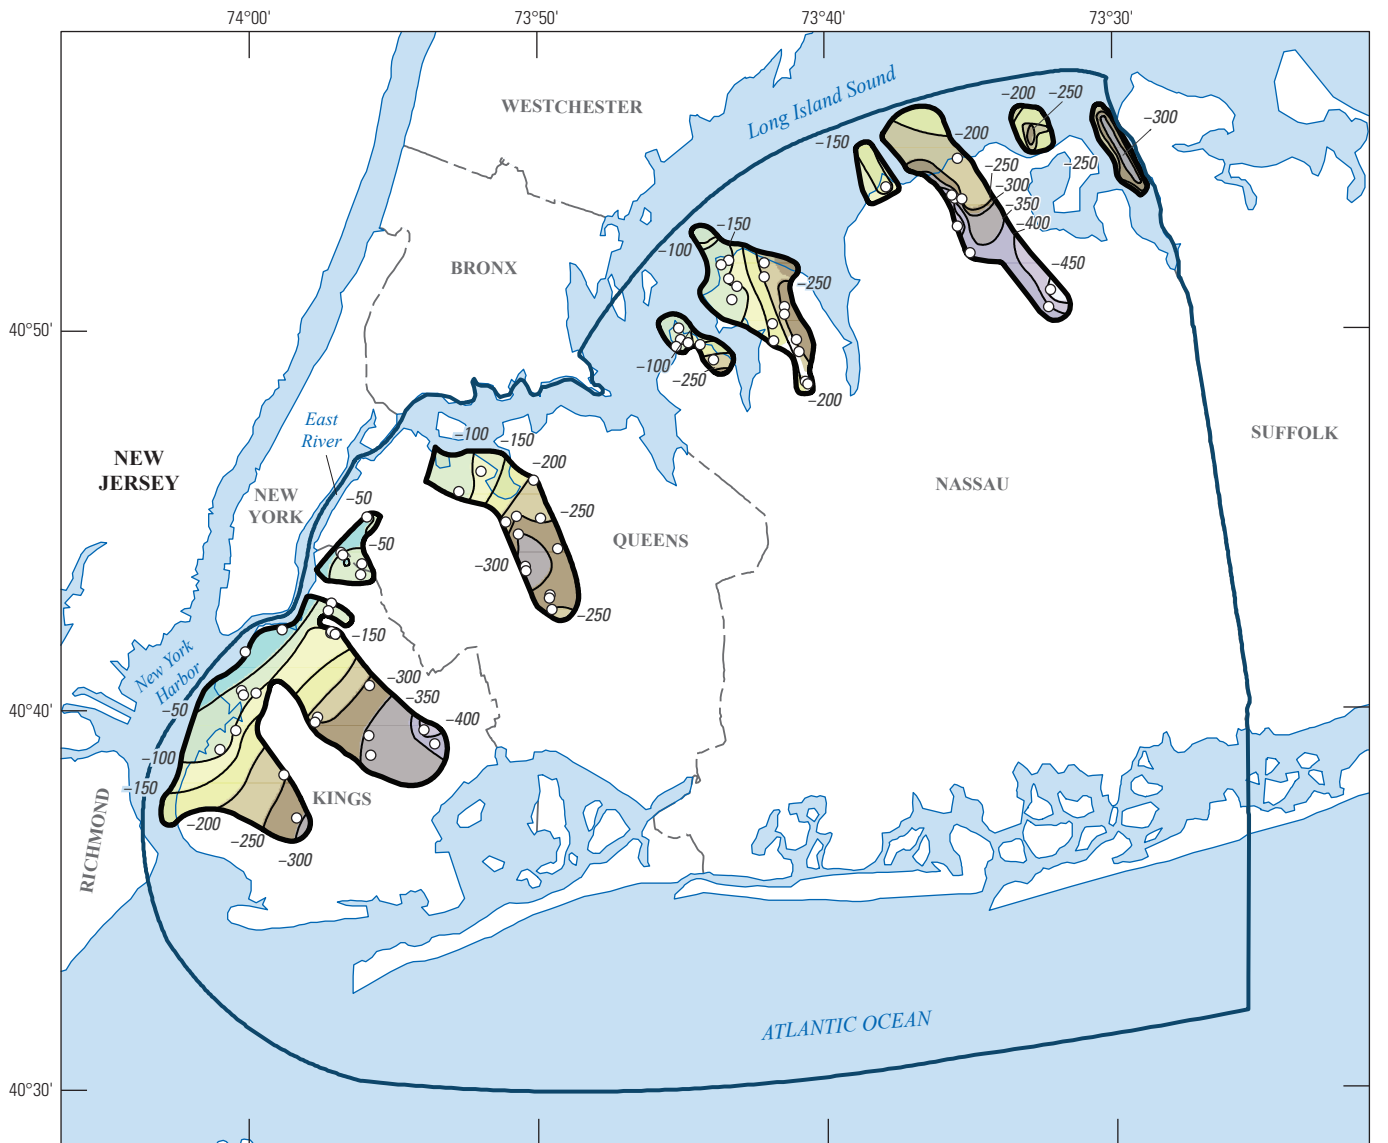 74°00'
73°50'
73°40'
73°30'
WESTCHESTER
Long Island Sound
−200
−250
−300
−150
−200
−250
−250
−300
−350
−400
−450
BRONX
−150
−100
−250
40°50'
−100
−250
−200
East
River
−100
−150
−200
−250
−300
−250
NEW
JERSEY
NEW
YORK
−50
−50
QUEENS
NASSAU
SUFFOLK
New York
Harbor
−150
−300
−350
−400
40°40'
−50
−100
−150
−200
−250
−300
KINGS
RICHMOND
ATLANTIC OCEAN
40°30'